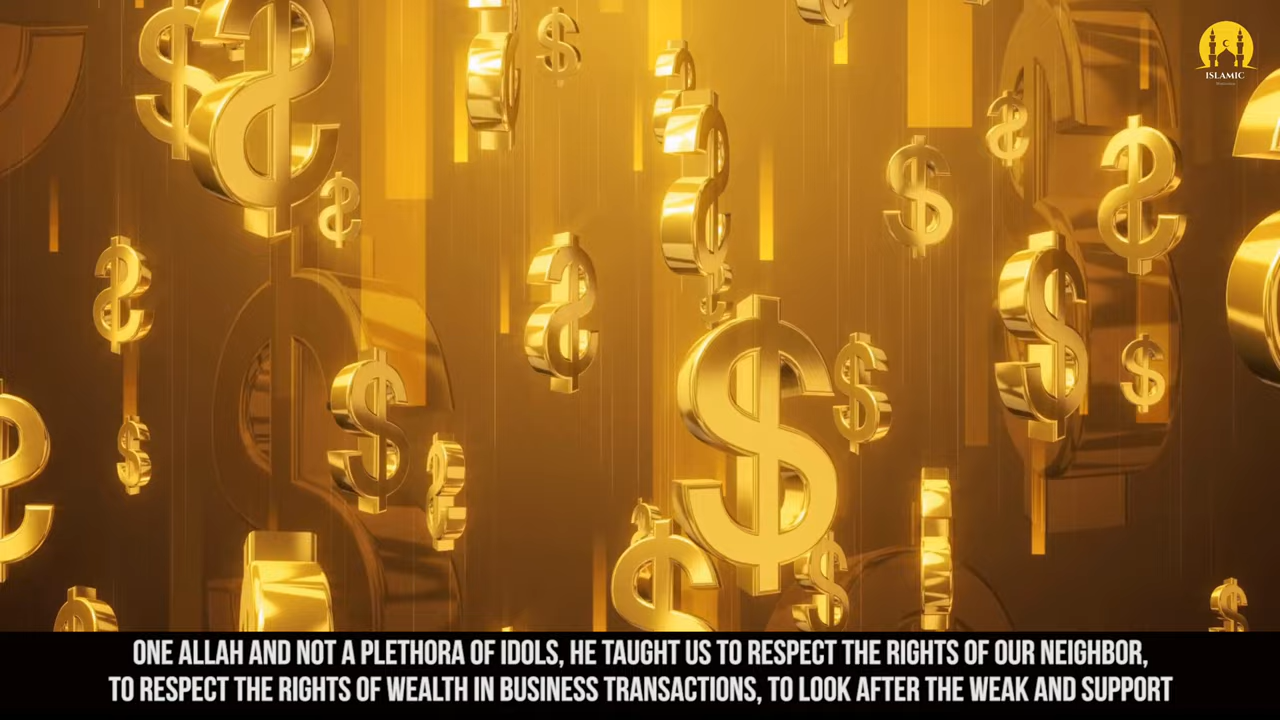 ISLAMIC
ONE ALLAH AND NOT A PLETHORA OF IDOLS, HE TAUGHT US TO RESPECT THE RIGHTS OF OUR NEIGHBOR,
TO RESPECT THE RIGHTS OF WEALTH IN BUSINESS TRANSACTIONS, TO LOOK AFTER THE WEAK AND SUPPORT